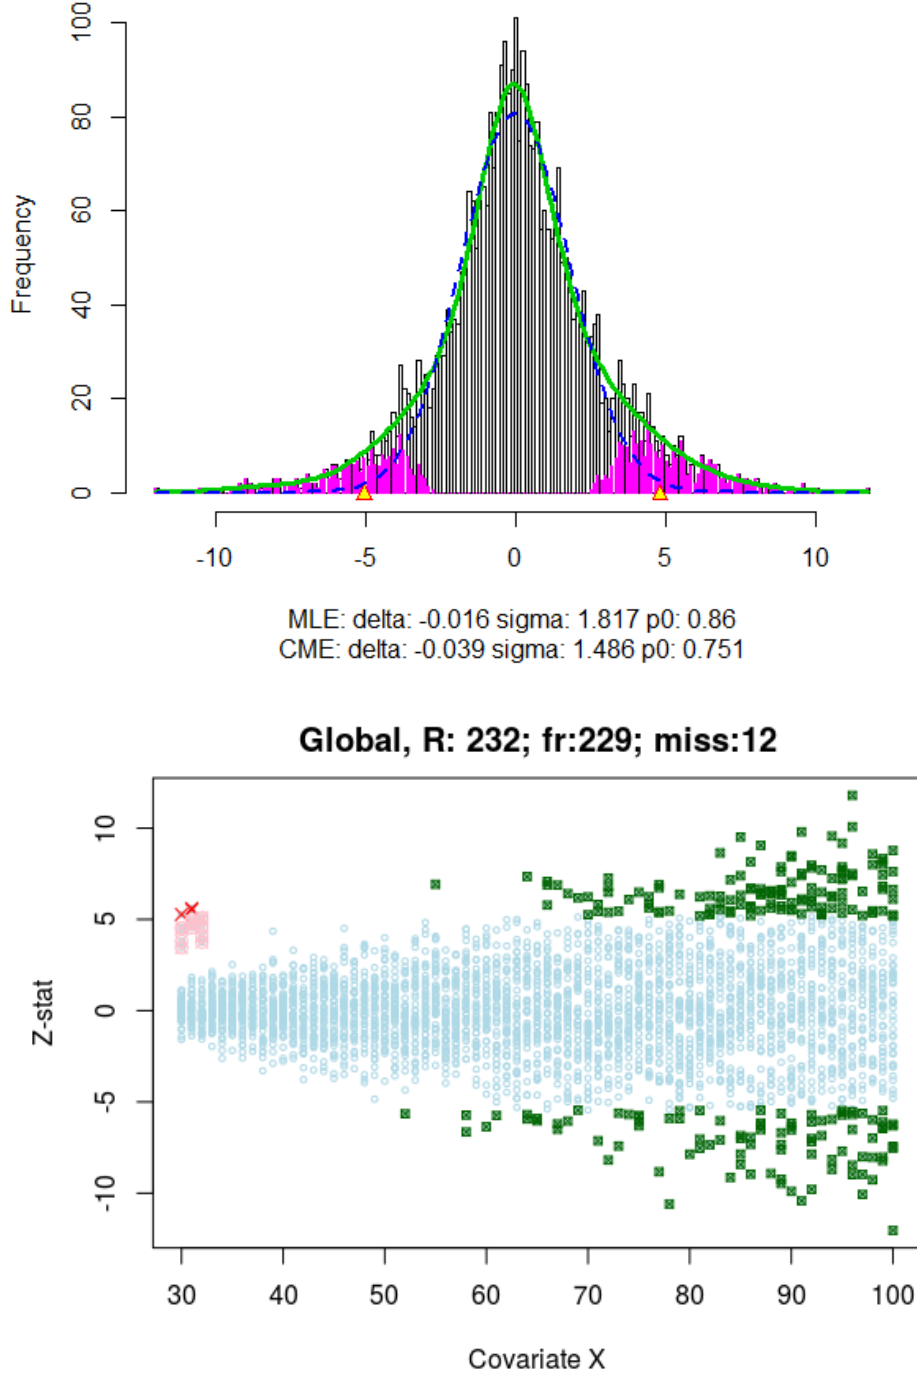 100
80
60
40
20
0
Frequency
-10 -5 0 5 10
MLE: delta: -0.016 sigma: 1.817 p0: 0.86
CME: delta: -0.039 sigma: 1.486 p0: 0.751
Global, R: 232; fr:229; miss:12
10
5
0
-5
-10
Z-stat
30 40 50 60 70 80 90 100
Covariate X